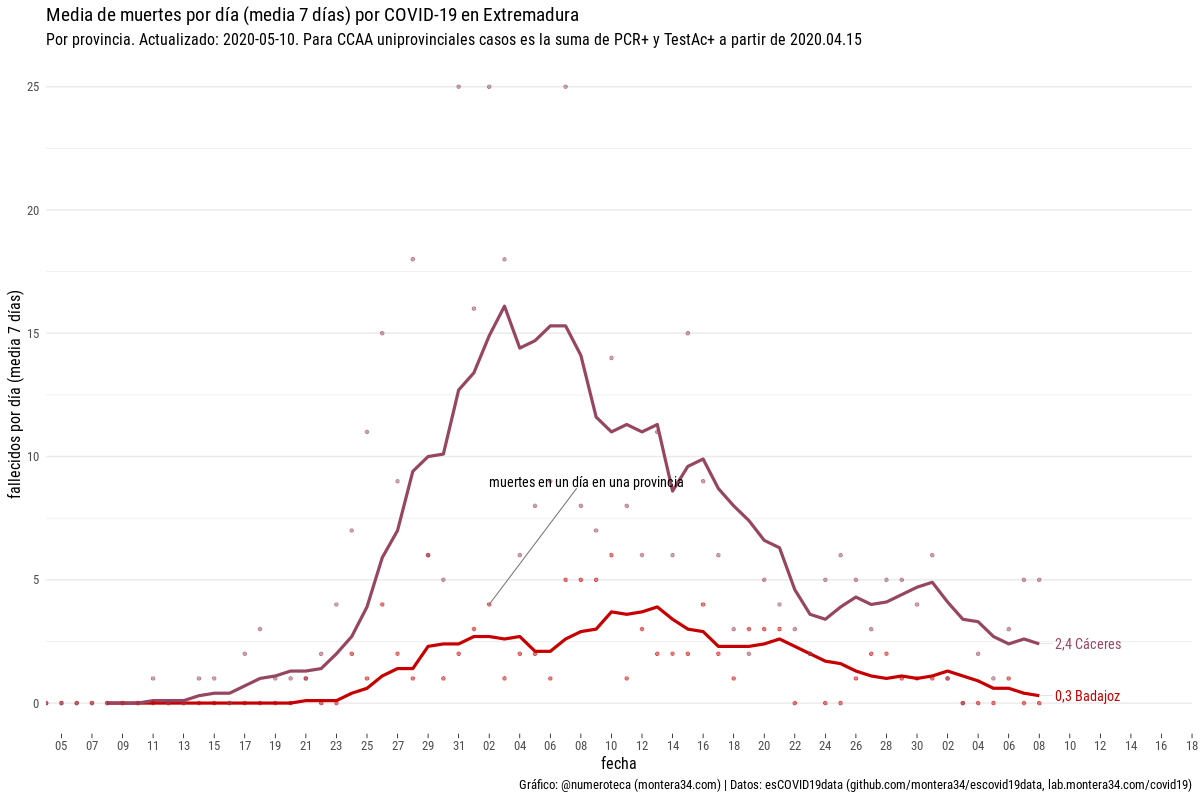 Media de muertes por día (media 7 días) por COVID-19 en Extremadura
Por provincia. Actualizado: 2020-05-10. Para CCAA uniprovinciales casos es la suma de PCR+ y TestAc+ a partir de 2020.04.15
fallecidos por día (media 7 días)
25
20
15
10
5
0
muertes en un día en una provincia
2,4 Cáceres
0,3 Badajoz
05 07 09 11 13 15 17 19 21 23 25 27 29 31 02 04 06 08 10 12 14 16 18 20 22 24 26 28 30 02 04 06 08 10 12 14 16 18
fecha
Gráfico: @numeroteca (montera34.com) | Datos: esCOVID19data (github.com/montera34/escovid19data, lab.montera34.com/covid19)